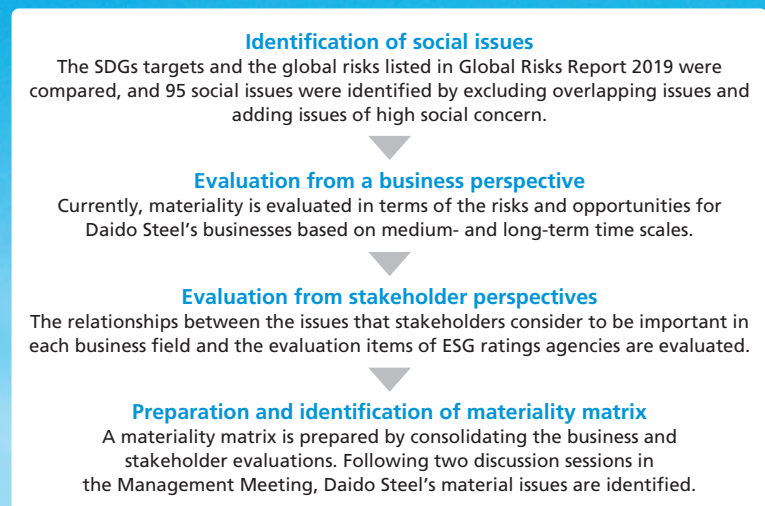 Identification of social issues
The SDGs targets and the global risks listed in Global Risks Report 2019 were
compared, and 95 social issues were identified by excluding overlapping issues and
adding issues of high social concern.
Evaluation from a business perspective
Currently, materiality is evaluated in terms of the risks and opportunities for
Daido Steel’s businesses based on medium- and long-term time scales.
Evaluation from stakeholder perspectives
The relationships between the issues that stakeholders consider to be important in
each business field and the evaluation items of ESG ratings agencies are evaluated.
Preparation and identification of materiality matrix
A materiality matrix is prepared by consolidating the business and
stakeholder evaluations. Following two discussion sessions in
the Management Meeting, Daido Steel’s material issues are identified.